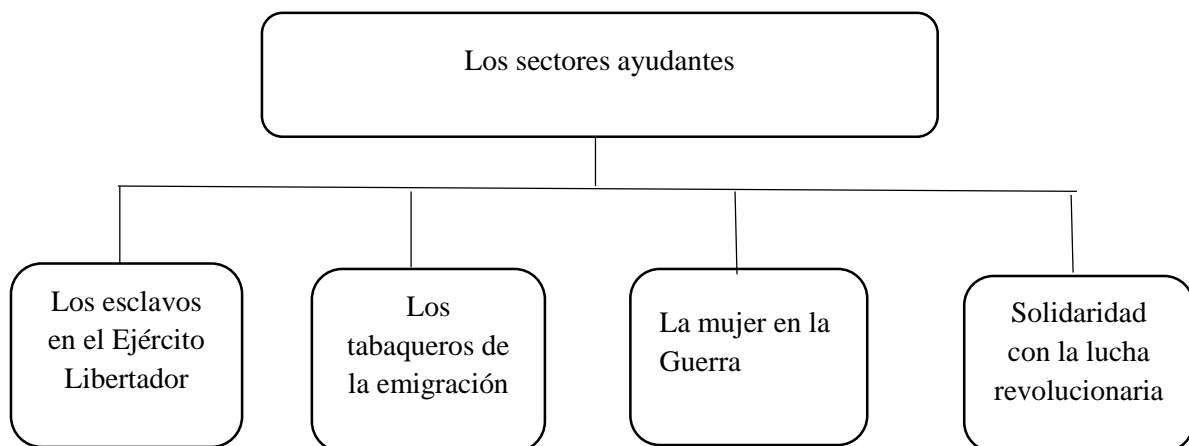 Los sectores ayudantes
Los esclavos
en el Ejército
Libertador
Los
tabaqueros de
la emigración
La mujer en la
Guerra
Solidaridad
con la lucha
revolucionaria